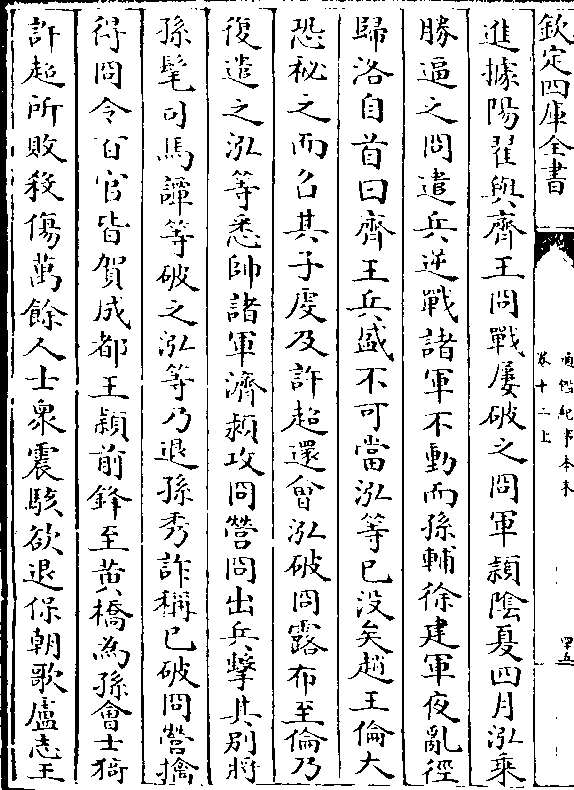 欽定四庫全書
通鑑紀事本末
卷十二上
四五
進據陽翟與齊王冏戰屢破之冏軍潁陰夏四月泓乘
勝逼之冏遣兵逆戰諸軍不動而孫輔徐建軍夜亂徑
歸洛自首曰齊王兵盛不可當泓等已没矣趙王倫大
恐秘之而召其子虔及許超還會泓破冏露布至倫乃
復遣之泓等悉帥諸軍濟潁攻冏營冏出兵擊其别將
孫髦司馬譚等破之泓等乃退孫秀詐稱已破冏營擒
得冏令百官皆賀成都王穎前鋒至黄橋為孫會士猗
許超所敗殺傷萬餘人士衆震駭欲退保朝歌盧志王